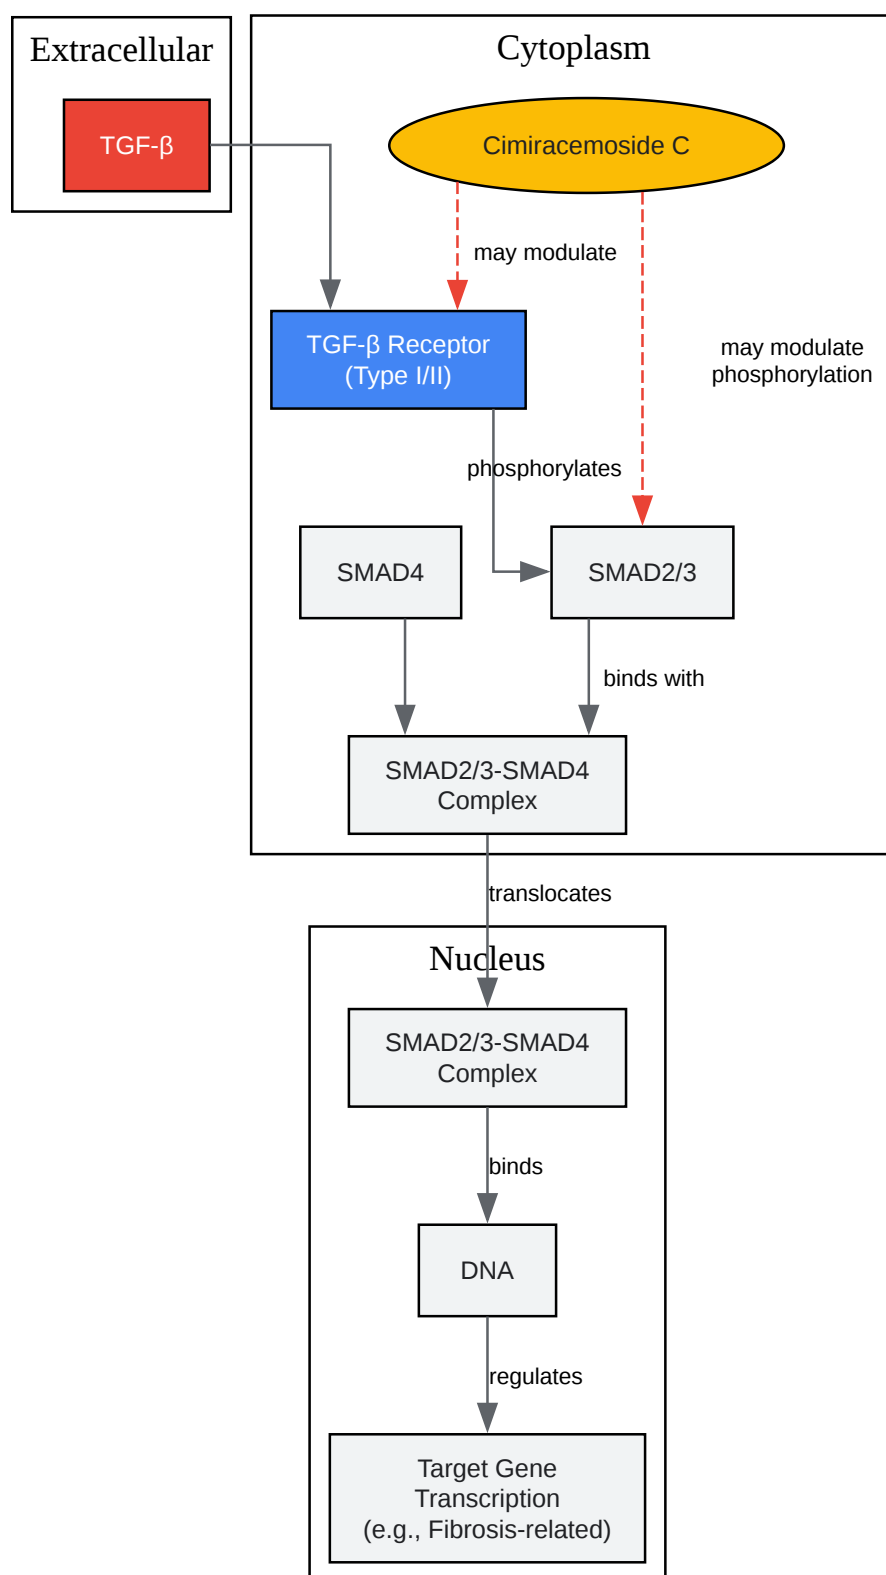 Extracellular
Cytoplasm
TGF-β
Cimiracemoside C
may modulate
TGF-β Receptor
(Type I/II)
may modulate
phosphorylation
phosphorylates
SMAD4
SMAD2/3
binds with
SMAD2/3-SMAD4
Complex
translocates
Nucleus
SMAD2/3-SMAD4
Complex
binds
DNA
regulates
Target Gene
Transcription
(e.g., Fibrosis-related)